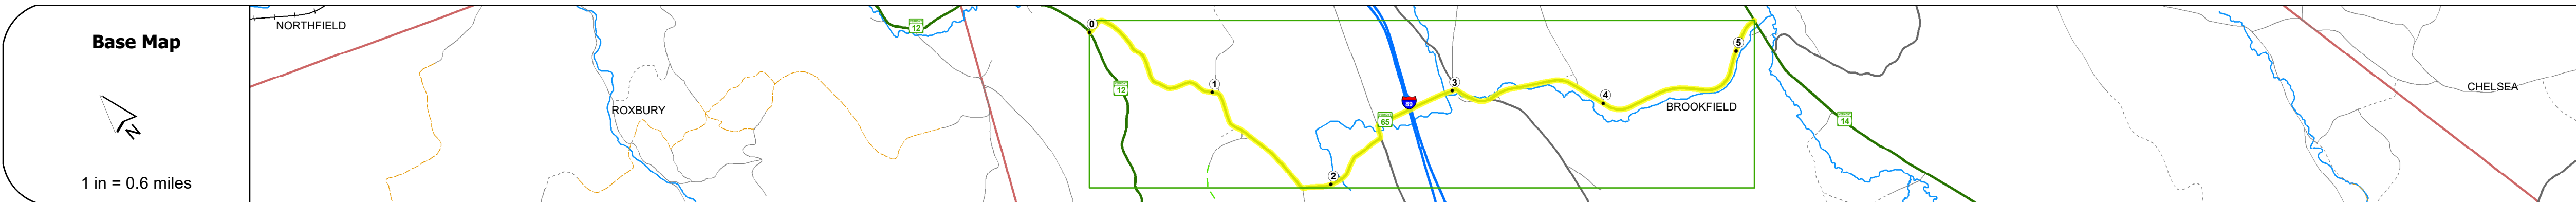 Base Map
N
1 in = 0.6 miles
NORTHFIELD
ROXBURY
12
0
12
1
2
65
89
3
4
BROOKFIELD
5
14
CHELSEA